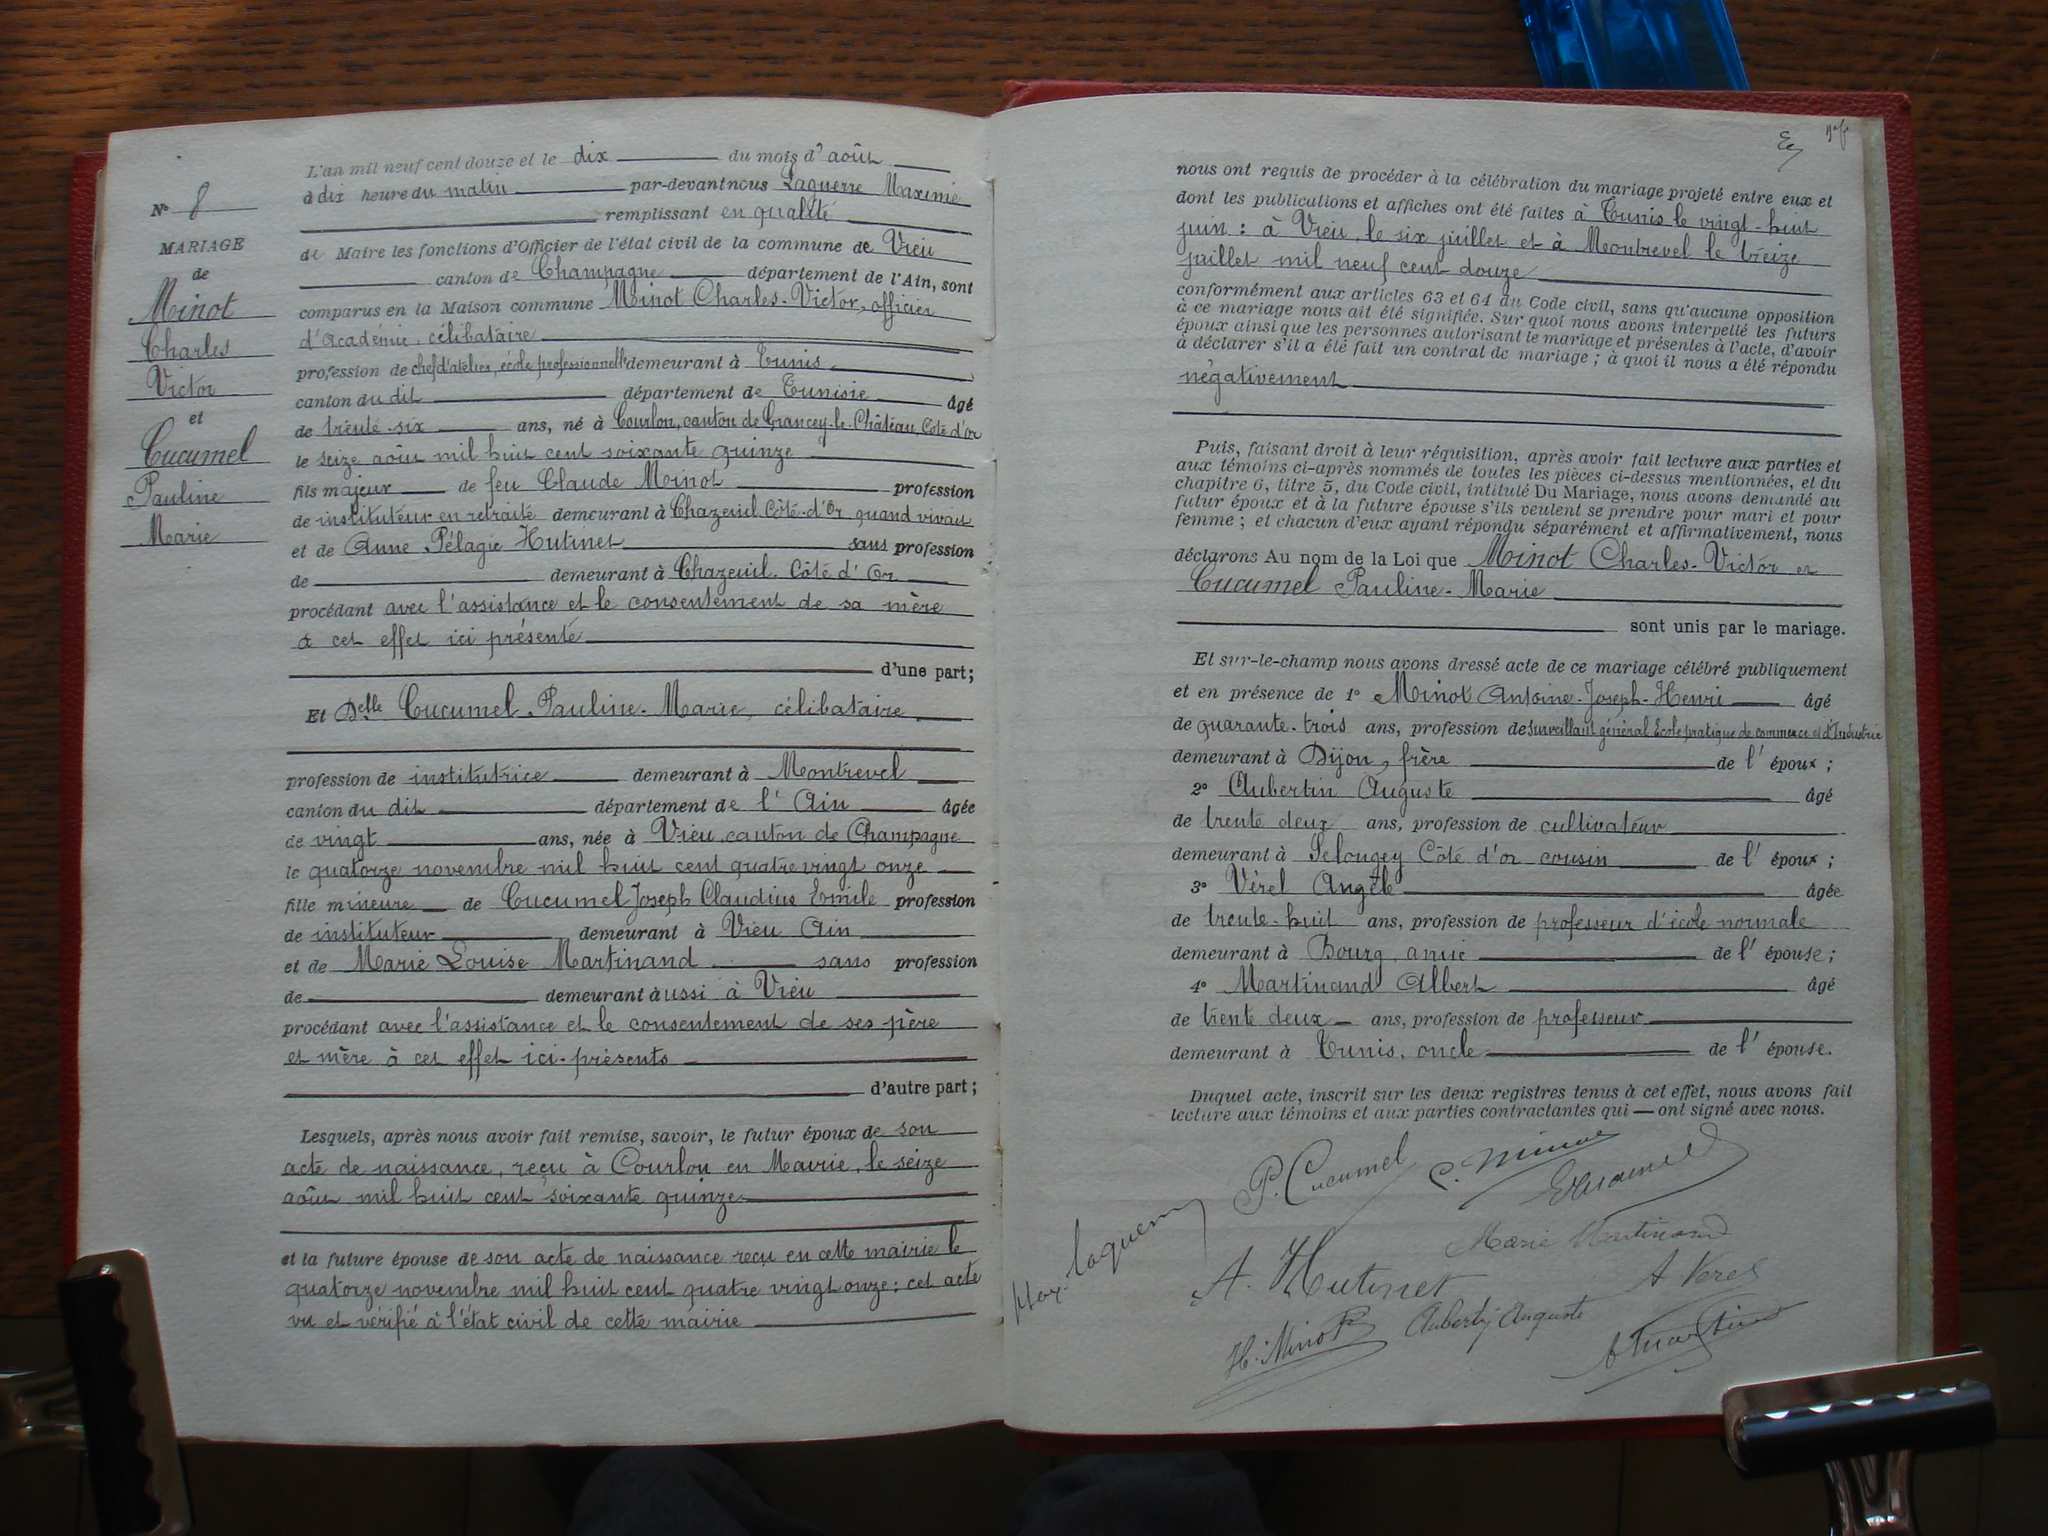 L'an mil neuf cent douze et le dix du mois d'août
à dix heure du matin par-devant nous Laguerre Maxime
remplissant en qualité
de Maire les fonctions d'Officier de l'état civil de la commune de Vieu
canton de Champagne département de l'Ain, sont
comparus en la Maison commune Minot Charles-Victor, officier
d'Académie, célibataire
profession de chef d'atelier, école professionnelle demeurant à Tunis
canton du dit département de Tunisie âgé
de trente-six ans, né à Courlon, canton de Grancey-le-Château, Côte d'or
le seize août mil huit cent soixante quinze
fils majeur de feu Claude Minot profession
de instituteur en retraite demeurant à Chazeuil Côte-d'Or quand vivait
et de Anne Pélagie Hutinet sans profession
de demeurant à Chazeuil. Côte d'Or
procédant avec l'assistance et le consentement de sa mère
à cet effet ici présente
d'une part;
Et Delle Cucumel Pauline-Marie, célibataire
profession de institutrice demeurant à Montrevel
canton du dit département de l'Ain âgée
de vingt ans, née à Vieu, canton de Champagne
le quatorze novembre mil huit cent quatre vingt onze
fille mineure de Cucumel Joseph Claudius Emile profession
de instituteur demeurant à Vieu Ain
et de Marie Louise Martinand sans profession
de demeurant aussi à Vieu
procédant avec l'assistance et le consentement de ses père
et mère à cet effet ici-présents
d'autre part;
Lesquels, après nous avoir fait remise, savoir, le futur époux de son
acte de naissance, reçu à Courlon en Mairie, le seize
août mil huit cent soixante quinze
et la future épouse de son acte de naissance reçu en cette mairie le
quatorze novembre mil huit cent quatre vingt onze; cet acte
vu et vérifié à l'état civil de cette mairie
N° 8
MARIAGE
de
Minot
Charles
Victor
et
Cucumel
Pauline
Marie
nous ont requis de procéder à la célébration du mariage projeté entre eux et
dont les publications et affiches ont été faites à Tunis le vingt-huit
juin : à Vieu, le six juillet et à Montrevel le treize
juillet mil neuf cent douze
conformément aux articles 63 et 64 du Code civil, sans qu'aucune opposition
à ce mariage nous ait été signifiée. Sur quoi nous avons interpellé les futurs
époux ainsi que les personnes autorisant le mariage et présentes à l'acte, d'avoir
à déclarer s'il a été fait un contrat de mariage ; à quoi il nous a été répondu
négativement
Puis, faisant droit à leur réquisition, après avoir fait lecture aux parties et
aux témoins ci-après nommés de toutes les pièces ci-dessus mentionnées, et du
chapitre 6, titre 5, du Code civil, intitulé Du Mariage, nous avons demandé au
futur époux et à la future épouse s'ils veulent se prendre pour mari et pour
femme ; et chacun d'eux ayant répondu séparément et affirmativement, nous
déclarons Au nom de la Loi que Minot Charles-Victor et
Cucumel Pauline-Marie
sont unis par le mariage.
Et sur-le-champ nous avons dressé acte de ce mariage célébré publiquement
et en présence de 1° Minot Antoine-Joseph-Henri âgé
de quarante-trois ans, profession de surveillant général Ecole pratique de commerce et d'Industrie
demeurant à Dijon, frère de l'époux ;
2° Aubertin Auguste âgé
de trente deux ans, profession de cultivateur
demeurant à Selongey Côte d'or cousin de l'époux ;
3° Vérel Angèle âgée
de trente-huit ans, profession de professeur d'école normale
demeurant à Bourg, amie de l'épouse ;
4° Martinand Albert âgé
de trente deux ans, profession de professeur
demeurant à Tunis, oncle de l'épouse.
Duquel acte, inscrit sur les deux registres tenus à cet effet, nous avons fait
lecture aux témoins et aux parties contractantes qui — ont signé avec nous.
P. Cucumel C. Minot
Cucumel
Max. Laguerre
Marie Martinand
A. Hutinet A Verel
H. Minot Aubertin Auguste
A Martinand